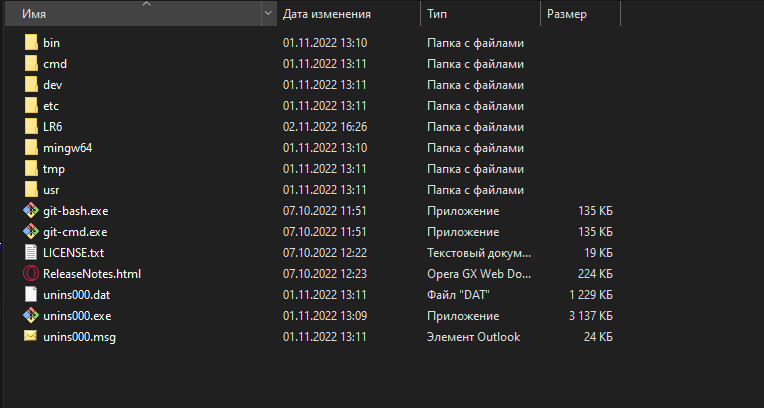 Имя Дата изменения Тип Размер
bin 01.11.2022 13:10 Папка с файлами
cmd 01.11.2022 13:11 Папка с файлами
dev 01.11.2022 13:11 Папка с файлами
etc 01.11.2022 13:11 Папка с файлами
LR6 02.11.2022 16:26 Папка с файлами
mingw64 01.11.2022 13:10 Папка с файлами
tmp 01.11.2022 13:11 Папка с файлами
usr 01.11.2022 13:11 Папка с файлами
git-bash.exe 07.10.2022 11:51 Приложение 135 КБ
git-cmd.exe 07.10.2022 11:51 Приложение 135 КБ
LICENSE.txt 07.10.2022 12:22 Текстовый докум... 19 КБ
ReleaseNotes.html 07.10.2022 12:23 Opera GX Web Do... 224 КБ
unins000.dat 01.11.2022 13:11 Файл "DAT" 1 229 КБ
unins000.exe 01.11.2022 13:09 Приложение 3 137 КБ
unins000.msg 01.11.2022 13:11 Элемент Outlook 24 КБ